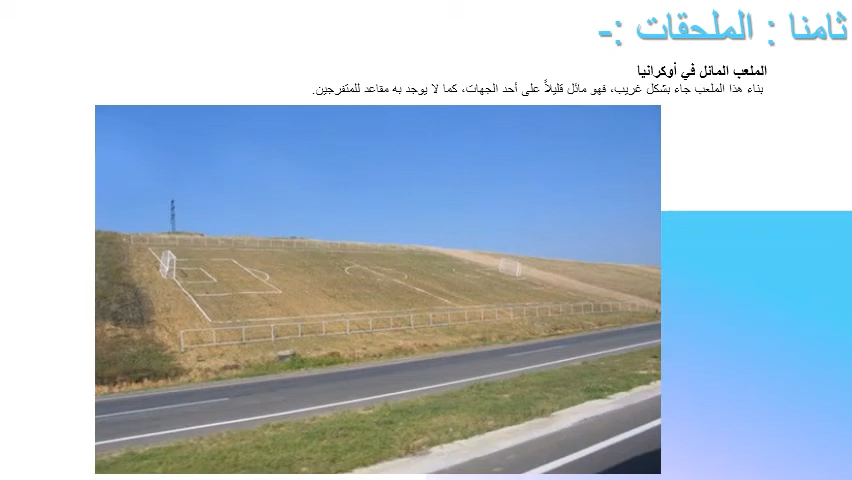 ثامنا : الملحقات :-
الملعب المائل في أوكرانيا
بناء هذا الملعب جاء بشكل غريب، فهو مائل قليلاً على أحد الجهات، كما لا يوجد به مقاعد للمتفرجين.